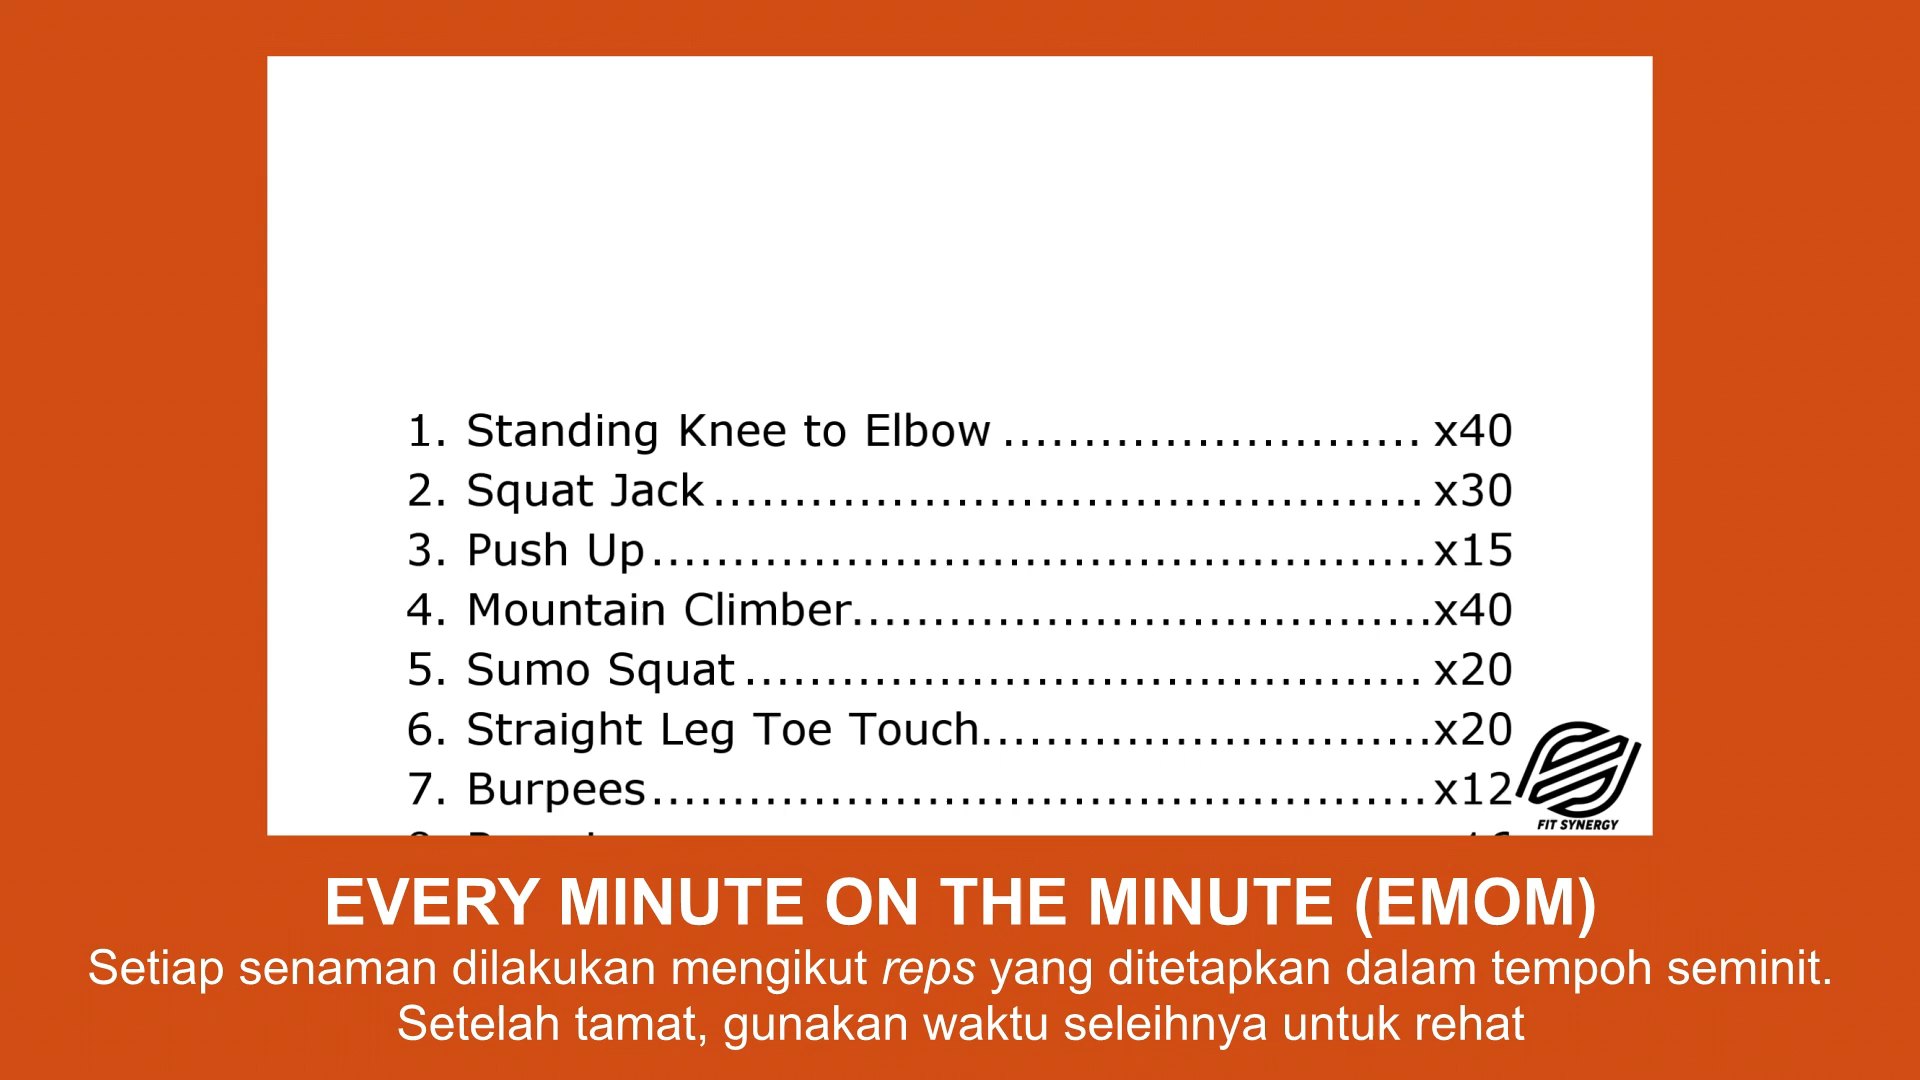 1. Standing Knee to Elbow .......................... x40
2. Squat Jack ............................................ x30
3. Push Up................................................ x15
4. Mountain Climber....................................x40
5. Sumo Squat .......................................... x20
6. Straight Leg Toe Touch............................x20
7. Burpees................................................ x12
FIT SYNERGY
EVERY MINUTE ON THE MINUTE (EMOM)
Setiap senaman dilakukan mengikut reps yang ditetapkan dalam tempoh seminit.
Setelah tamat, gunakan waktu seleihnya untuk rehat